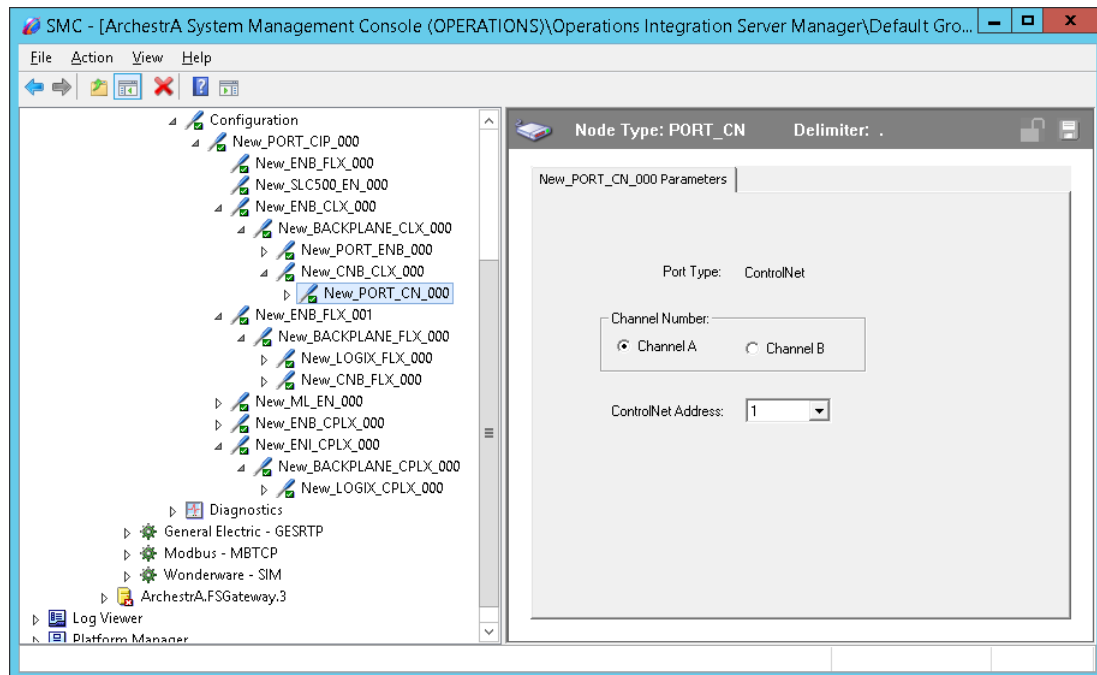 SMC - [ArchestrA System Management Console (OPERATIONS)\Operations Integration Server Manager\Default Gro...
File Action View Help
Configuration
New_PORT_CIP_000
New_ENB_FLX_000
New_SLC500_EN_000
New_ENB_CLX_000
New_BACKPLANE_CLX_000
New_PORT_ENB_000
New_CNB_CLX_000
New_PORT_CN_000
New_ENB_FLX_001
New_BACKPLANE_FLX_000
New_LOGIX_FLX_000
New_CNB_FLX_000
New_ML_EN_000
New_ENB_CPLX_000
New_ENI_CPLX_000
New_BACKPLANE_CPLX_000
New_LOGIX_CPLX_000
Diagnostics
General Electric - GESRTP
Modbus - MBTCP
Wonderware - SIM
ArchestrA.FSGateway.3
Log Viewer
Platform Manager
Node Type: PORT_CN Delimiter: .
New_PORT_CN_000 Parameters
Port Type: ControlNet
Channel Number:
Channel A Channel B
ControlNet Address: 1